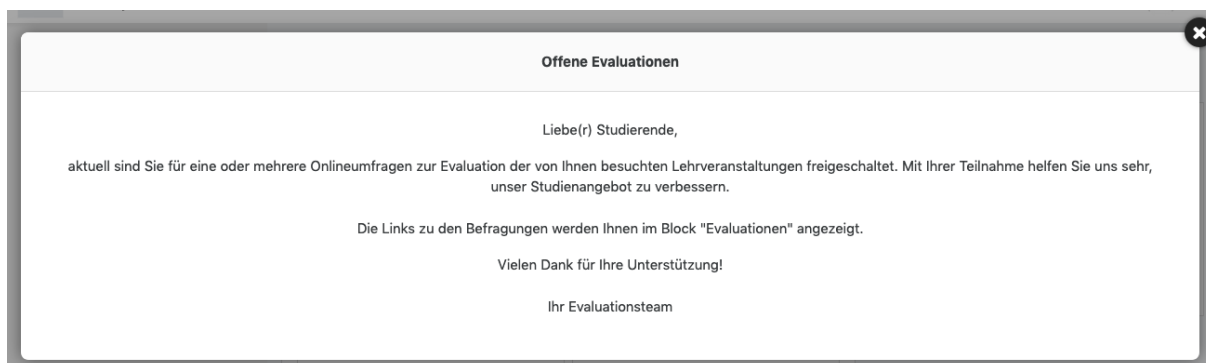 Offene Evaluationen
Liebe(r) Studierende,
aktuell sind Sie für eine oder mehrere Onlineumfragen zur Evaluation der von Ihnen besuchten Lehrveranstaltungen freigeschaltet. Mit Ihrer Teilnahme helfen Sie uns sehr,
unser Studienangebot zu verbessern.
Die Links zu den Befragungen werden Ihnen im Block "Evaluationen" angezeigt.
Vielen Dank für Ihre Unterstützung!
Ihr Evaluationsteam